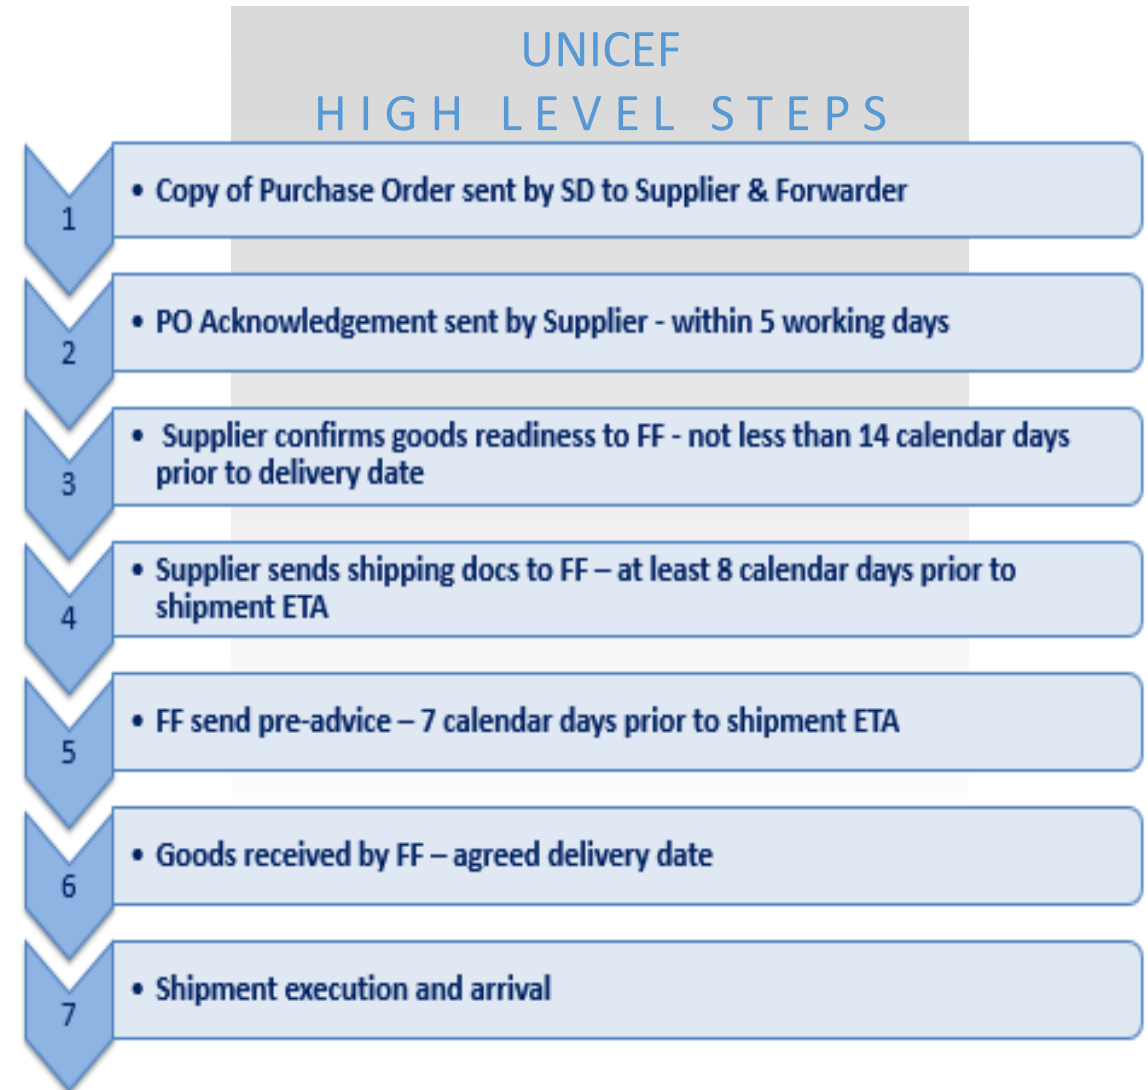 UNICEF
HIGH LEVEL STEPS
1
• Copy of Purchase Order sent by SD to Supplier & Forwarder
2
• PO Acknowledgement sent by Supplier - within 5 working days
3
• Supplier confirms goods readiness to FF - not less than 14 calendar days
prior to delivery date
4
• Supplier sends shipping docs to FF – at least 8 calendar days prior to
shipment ETA
5
• FF send pre-advice – 7 calendar days prior to shipment ETA
6
• Goods received by FF – agreed delivery date
7
• Shipment execution and arrival